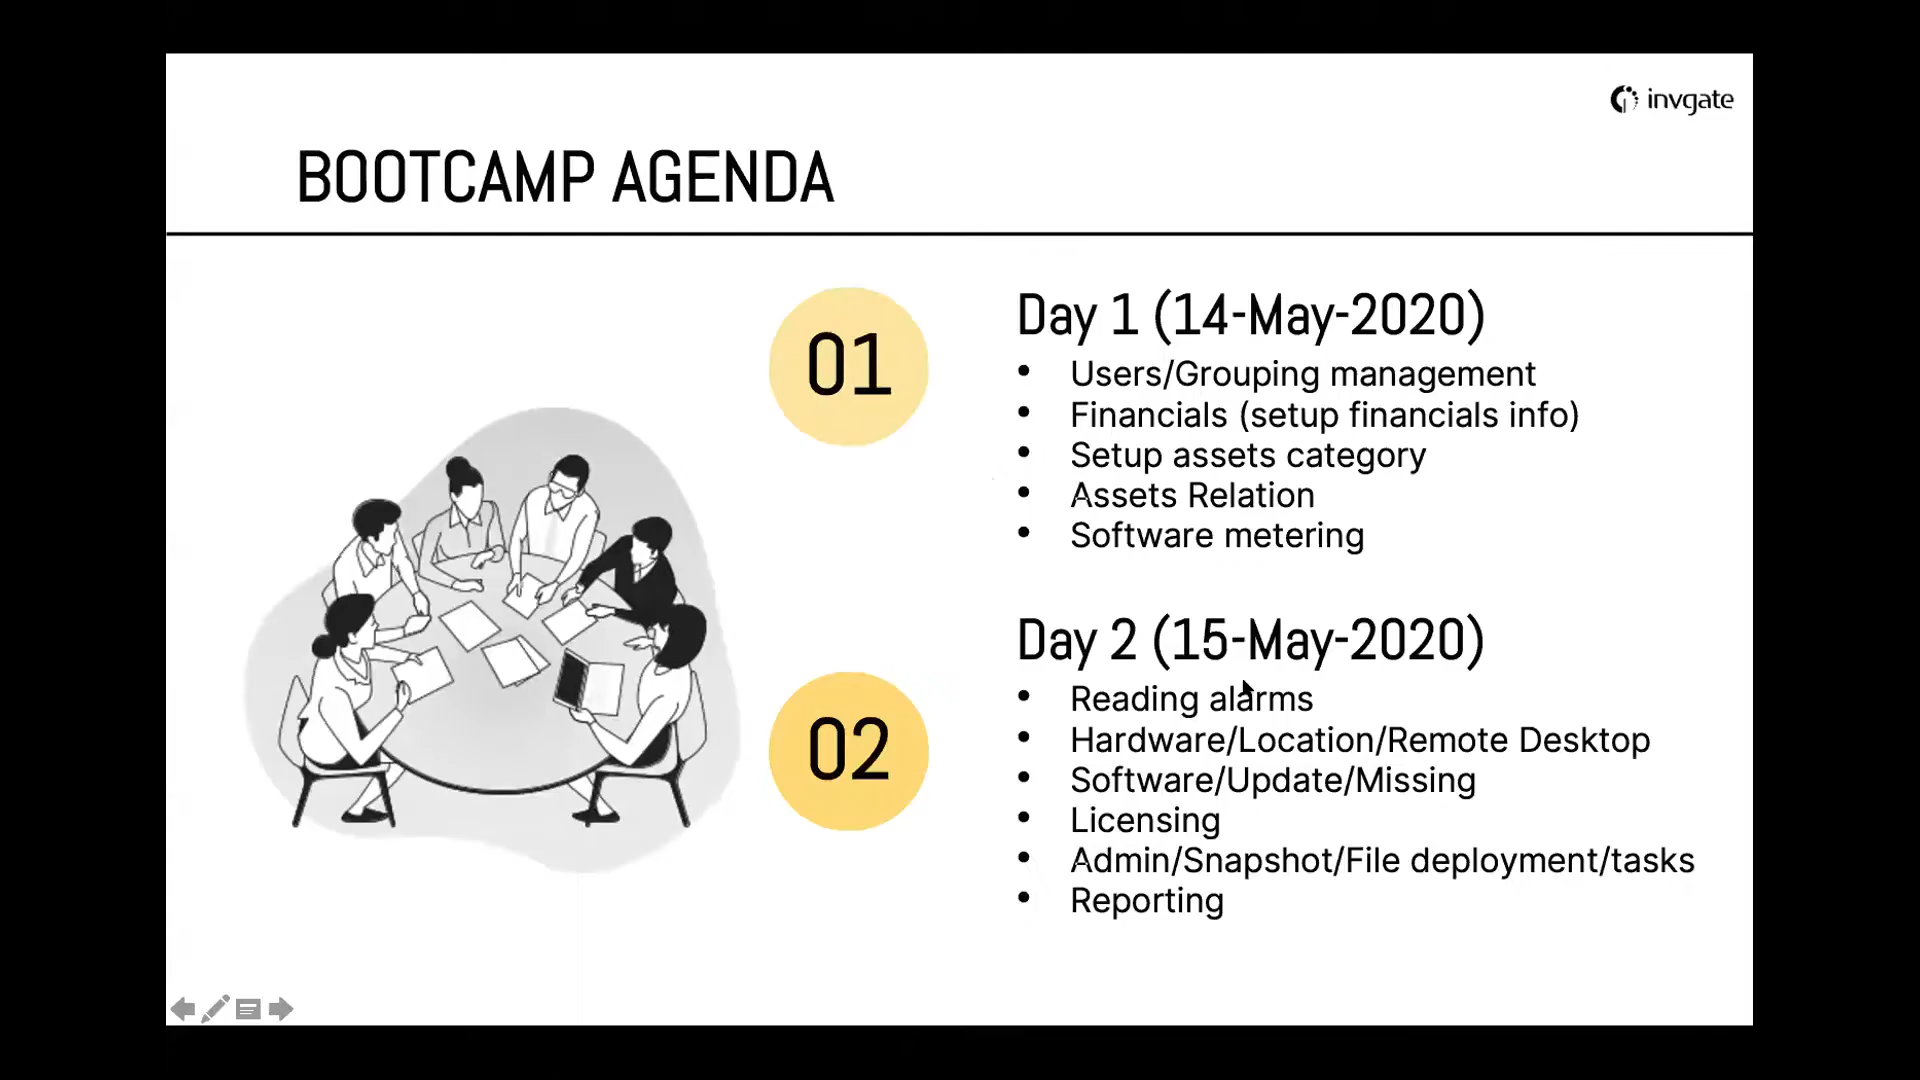 invgate
BOOTCAMP AGENDA
01
Day 1 (14-May-2020)
• Users/Grouping management
• Financials (setup financials info)
• Setup assets category
• Assets Relation
• Software metering
02
Day 2 (15-May-2020)
• Reading alarms
• Hardware/Location/Remote Desktop
• Software/Update/Missing
• Licensing
• Admin/Snapshot/File deployment/tasks
• Reporting